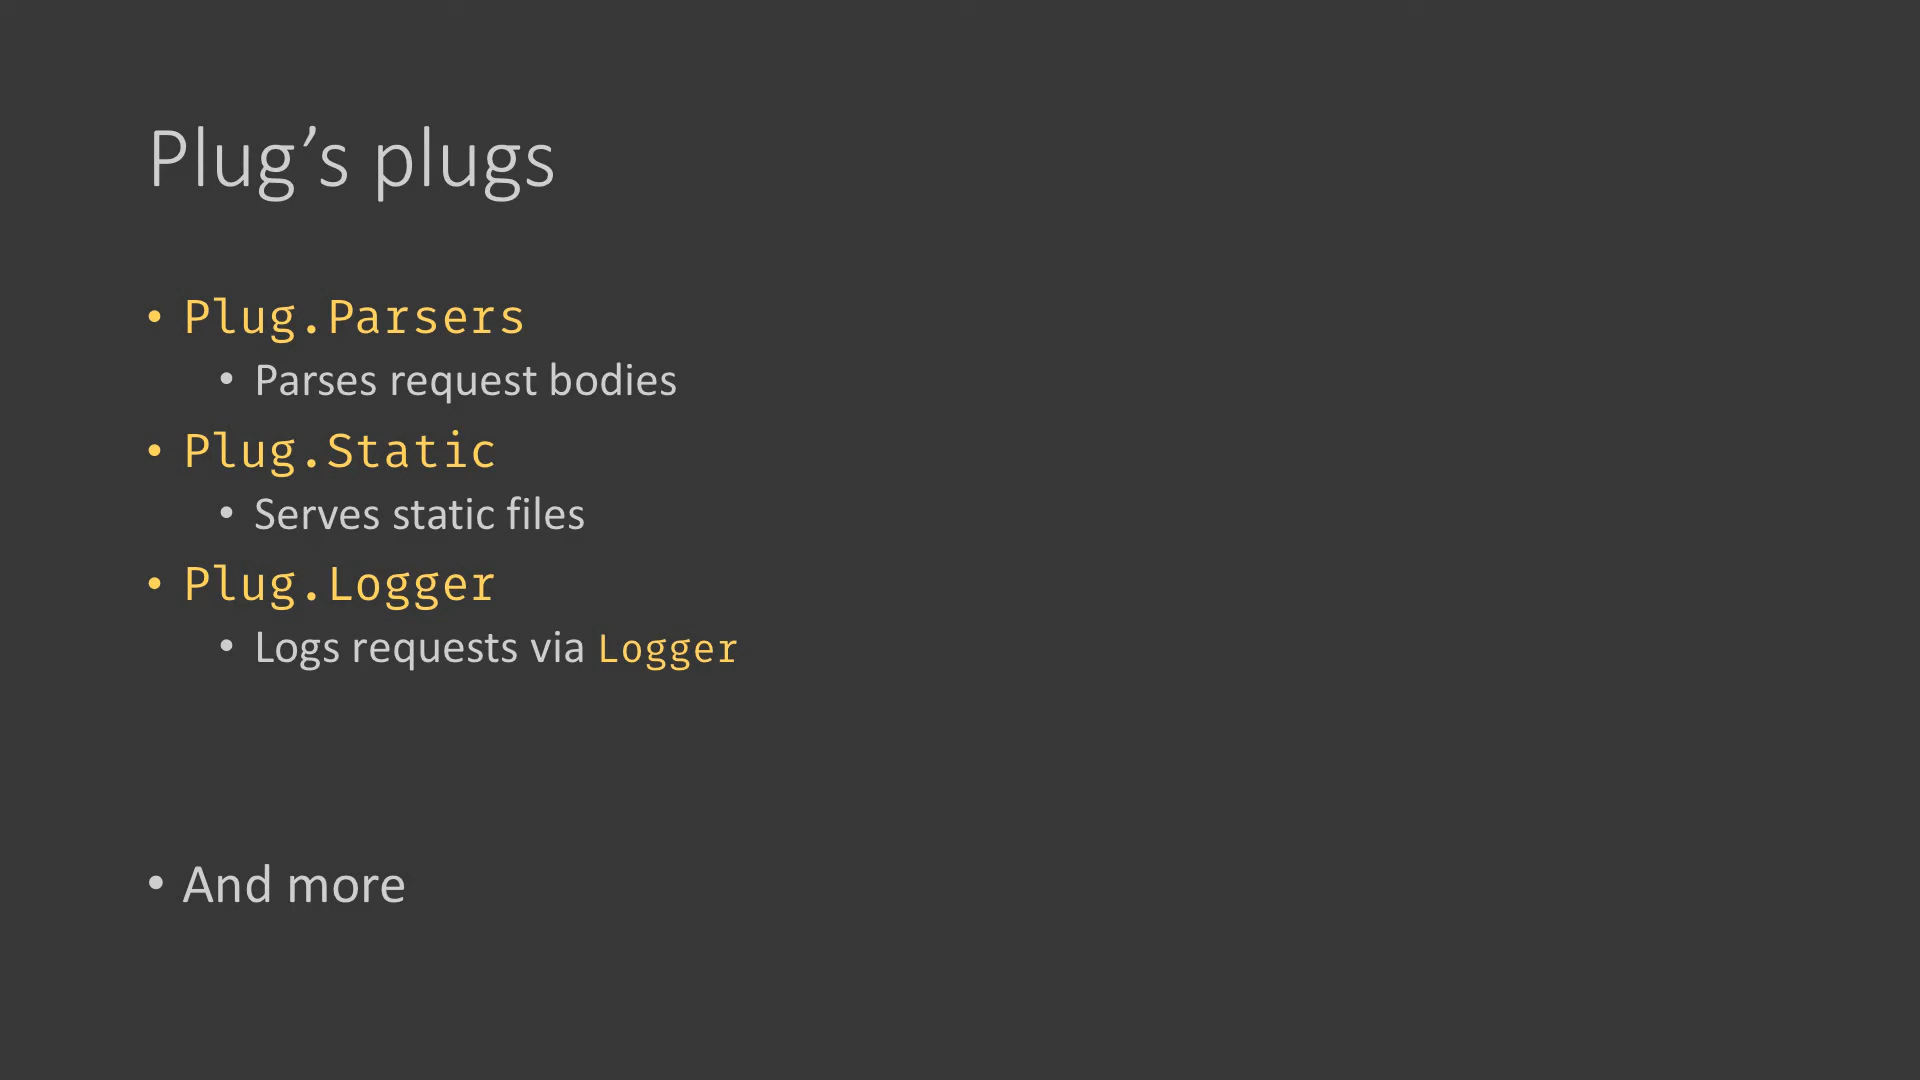 Plug’s plugs
• Plug.Parsers
• Parses request bodies
• Plug.Static
• Serves static files
• Plug.Logger
• Logs requests via Logger
• And more